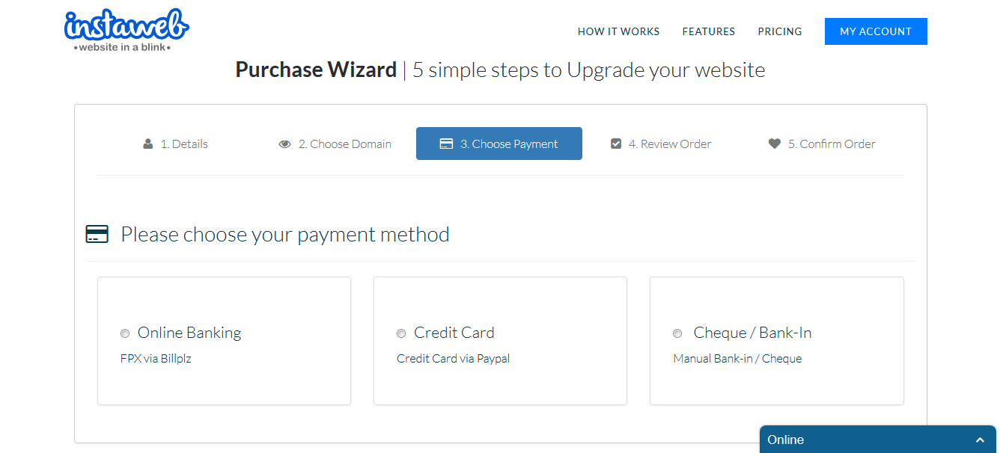 instaweb
•website in a blink•
HOW IT WORKS
FEATURES
PRICING
MY ACCOUNT
Purchase Wizard | 5 simple steps to Upgrade your website
1. Details
2. Choose Domain
3. Choose Payment
4. Review Order
5. Confirm Order
Please choose your payment method
Online Banking
FPX via Billplz
Credit Card
Credit Card via Paypal
Cheque / Bank-In
Manual Bank-in / Cheque
Online